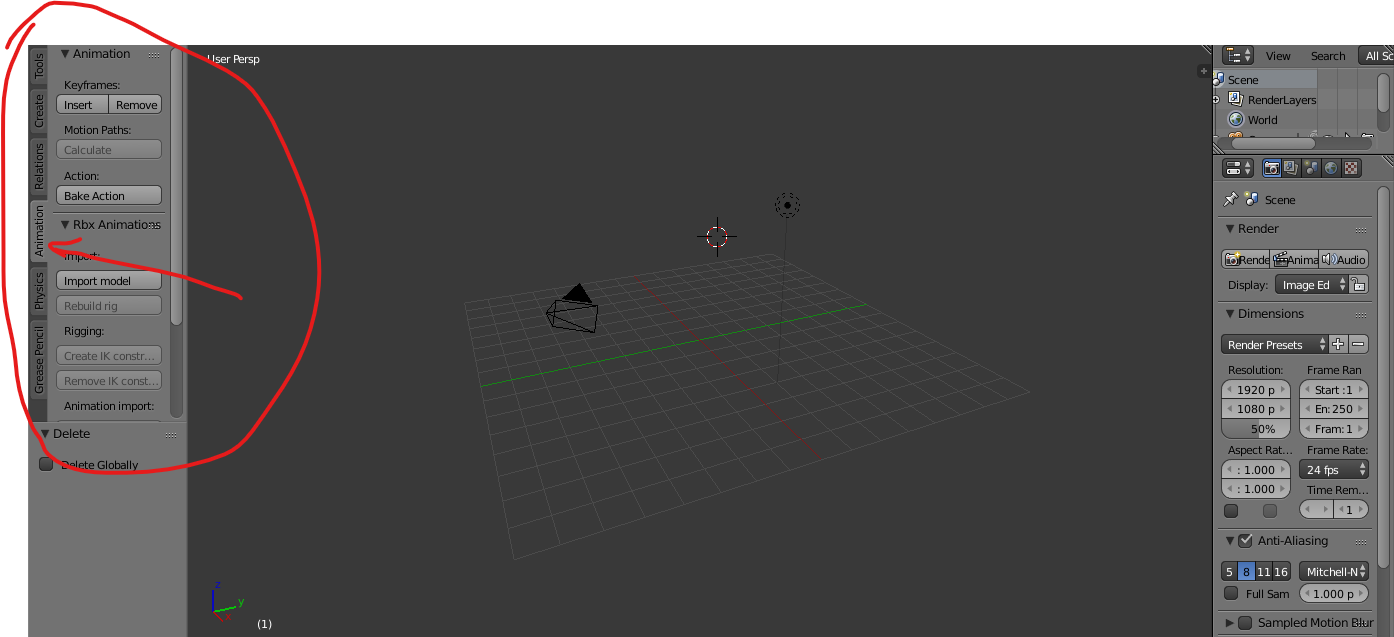 Tools
Create
Relations
Animation
Physics
Grease Pencil
Animation
Keyframes:
Insert Remove
Motion Paths:
Calculate
Action:
Bake Action
Rbx Animations
Import:
Import model
Rebuild rig
Rigging:
Create IK constr...
Remove IK const...
Animation import:
Delete
Delete Globally
User Persp
z
y
x
(1)
View Search All Sc
Scene
RenderLayers
World
Scene
Render
Rende Anima Audio
Display: Image Ed
Dimensions
Render Presets
Resolution: Frame Ran
1920 p Start :1
1080 p En: 250
50% Fram: 1
Aspect Rat... Frame Rate:
: 1.000 24 fps
: 1.000 Time Rem...
1
Anti-Aliasing
5 8 11 16 Mitchell-N
Full Sam 1.000 p
Sampled Motion Blur